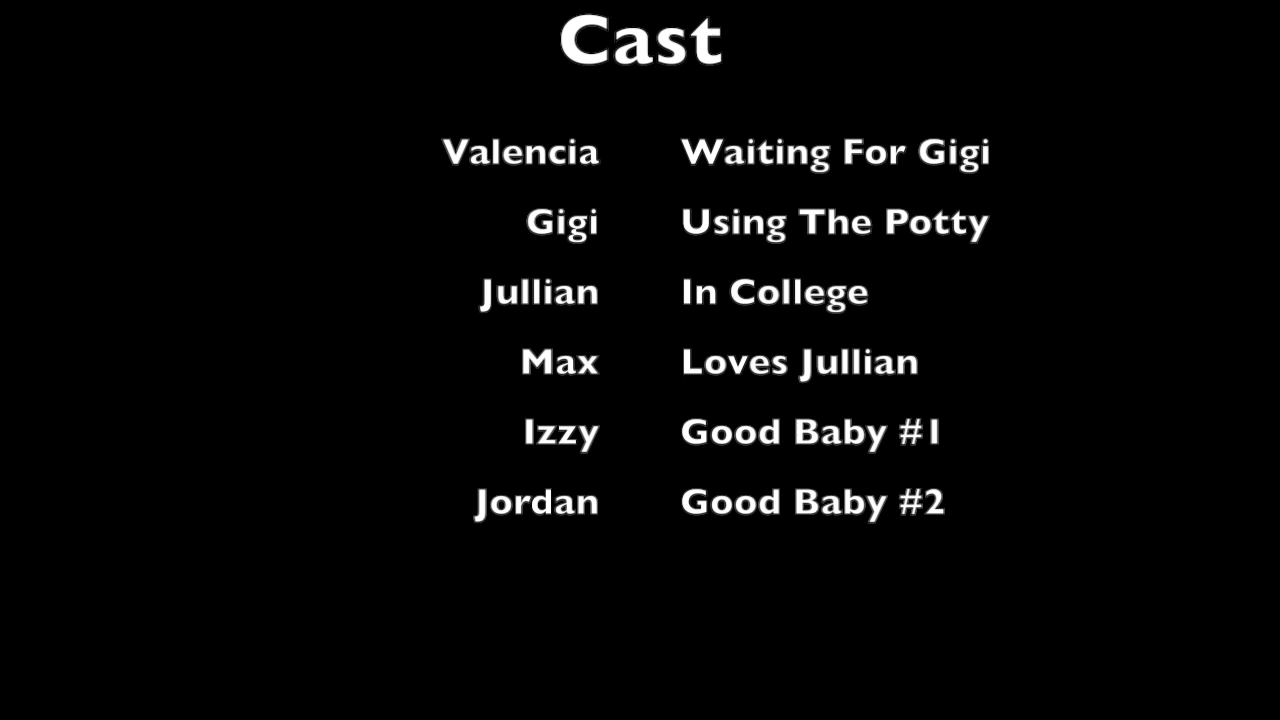 Cast
Valencia Waiting For Gigi
Gigi Using The Potty
Jullian In College
Max Loves Jullian
Izzy Good Baby #1
Jordan Good Baby #2